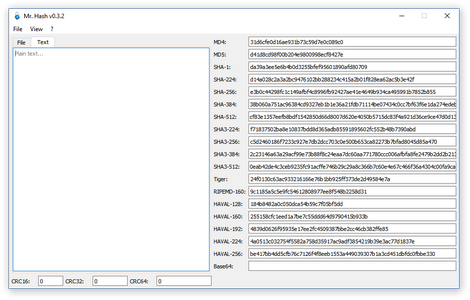 Mr. Hash v0.3.2
File View ?
File Text
Plain text...
MD4: 31d6cfe0d16ae931b73c59d7e0c089c0
MD5: d41d8cd98f00b204e9800998ecf8427e
SHA-1: da39a3ee5e6b4b0d3255bfef95601890afd80709
SHA-224: d14a028c2a3a2bc9476102bb288234c415a2b01f828ea62ac5b3e42f
SHA-256: e3b0c44298fc1c149afbf4c8996fb92427ae41e4649b934ca495991b7852b855
SHA-384: 38b060a751ac96384cd9327eb1b1e36a21fdb71114be07434c0cc7bf63f6e1da274edeb
SHA-512: cf83e1357eefb8bdf1542850d66d8007d620e4050b5715dc83f4a921d36ce9ce47d0d13
SHA3-224: f71837502ba8e10837bdd8d365adb85591895602fc552b48b7390abd
SHA3-256: c5d2460186f7233c927e7db2dcc703c0e500b653ca82273b7bfad8045d85a470
SHA3-384: 2c23146a63a29acf99e73b88f8c24eaa7dc60aa771780ccc006afbfa8fe2479b2dd2b213
SHA3-512: 0eab42de4c3ceb9235fc91acffe746b29c29a8c366b7c60e4e67c466f36a4304c00fa9ca
Tiger: 24f0130c63ac933216166e76b1bb925ff373de2d49584e7a
RIPEMD-160: 9c1185a5c5e9fc54612808977ee8f548b2258d31
HAVAL-128: 184b8482a0c050dca54b59c7f05bf5dd
HAVAL-160: 255158cfc1eed1a7be7c55ddd64d9790415b933b
HAVAL-192: 4839d0626f95935e17ee2fc4509387bbe2cc46cb382ffe85
HAVAL-224: 4a0513c032754f5582a758d35917ac9adf3854219b39e3ac77d1837e
HAVAL-256: be417bb4dd5cfb76c7126f4f8eeb1553a449039307b1a3cd451dbfdc0fbbe330
Base64:
CRC16: 0 CRC32: 0 CRC64: 0